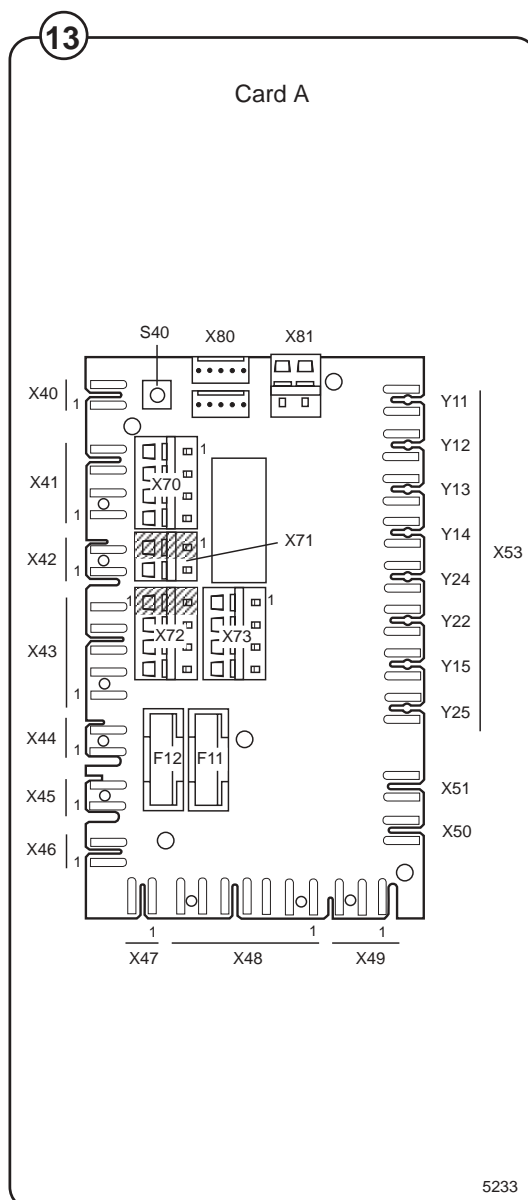 13
Card A
S40 X80 X81
X40
1
Y11
X41
1
1
X70
Y12
Y13
X42
1
1
X71
Y14
X53
Y24
1
1
X72 X73
X43
1
Y22
Y15
Y25
X44
1
F12 F11
X45
1
X51
X46
1
X50
1 1 1
X47 X48 X49
5233